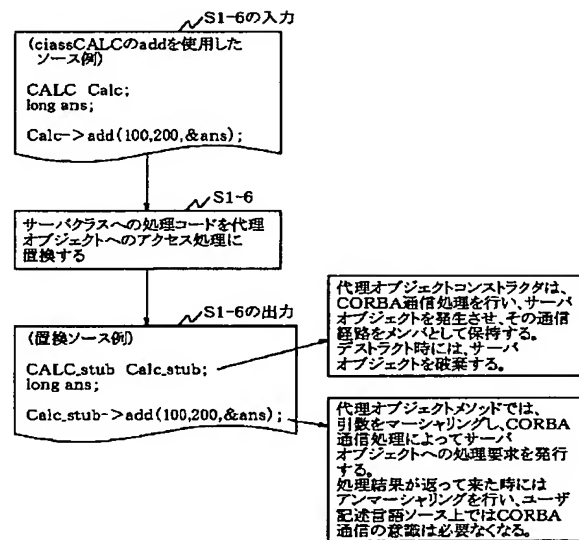 S1-6の入力
(classCALCのaddを使用した
ソース例)
CALC Calc;
long ans;
Calc->add(100,200,&ans);
S1-6
サーバクラスへの処理コードを代理
オブジェクトへのアクセス処理に
置換する
S1-6の出力
(置換ソース例)
CALC_stub Calc_stub;
long ans;
Calc_stub->add(100,200,&ans);
代理オブジェクトコンストラクタは、
CORBA通信処理を行い、サーバ
オブジェクトを発生させ、その通信
経路をメンバとして保持する。
デストラクト時には、サーバ
オブジェクトを破棄する。
代理オブジェクトメソッドでは、
引数をマーシャリングし、CORBA
通信処理によってサーバ
オブジェクトへの処理要求を発行
する。
処理結果が返って来た時には
アンマーシャリングを行い、ユーザ
記述言語ソース上ではCORBA
通信の意識は必要なくなる。